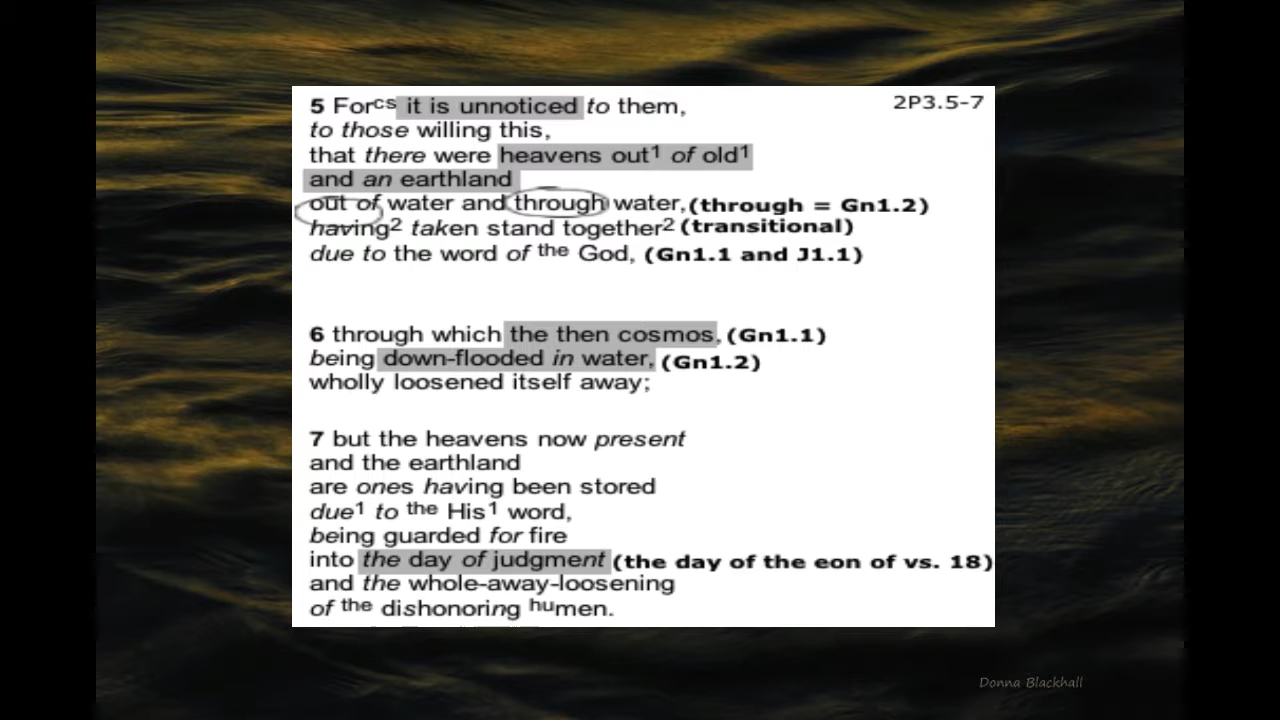 5 Forcs it is unnoticed to them, 2P3.5-7
to those willing this,
that there were heavens out1 of old1
and an earthland
out of water and through water, (through = Gn1.2)
having2 taken stand together2 (transitional)
due to the word of the God, (Gn1.1 and J1.1)
6 through which the then cosmos, (Gn1.1)
being down-flooded in water, (Gn1.2)
wholly loosened itself away;
7 but the heavens now present
and the earthland
are ones having been stored
due1 to the His1 word,
being guarded for fire
into the day of judgment (the day of the eon of vs. 18)
and the whole-away-loosening
of the dishonoring humen.
Donna Blackhall